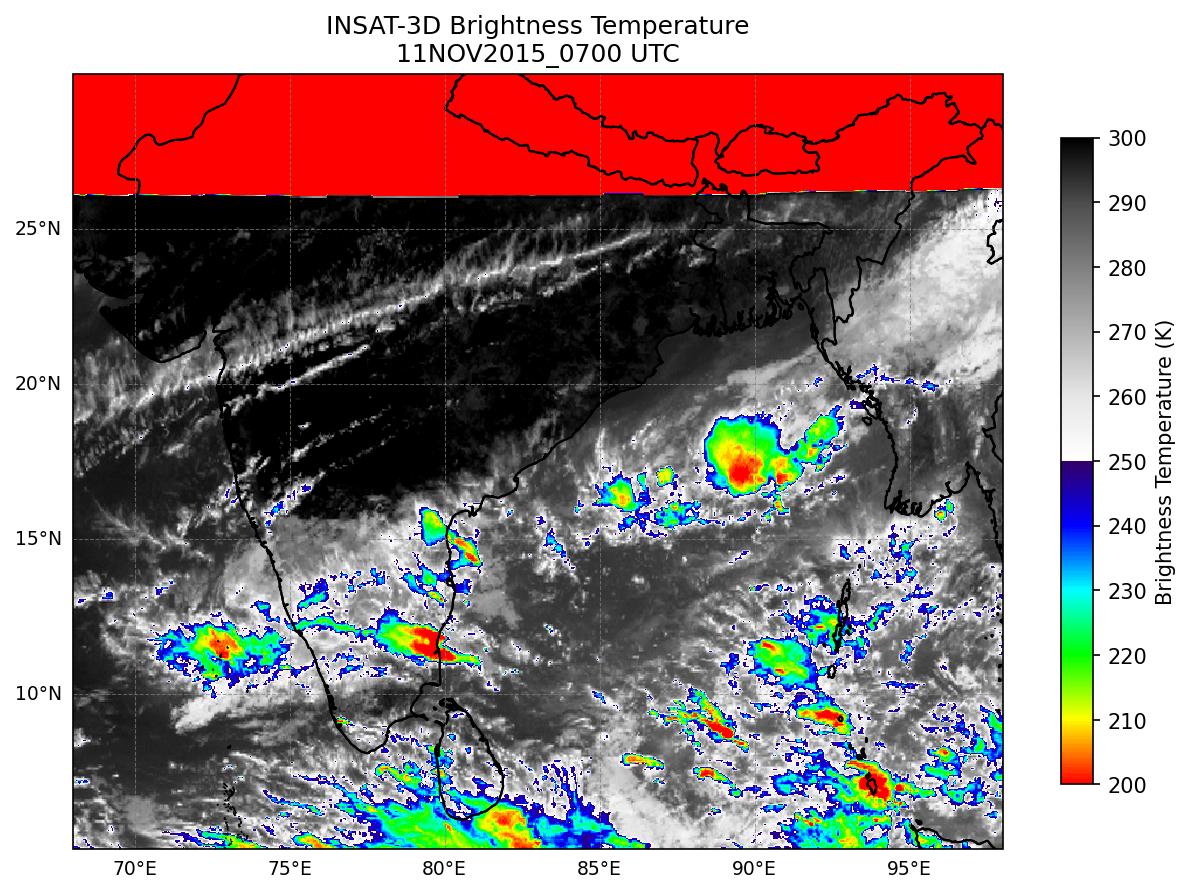 INSAT-3D Brightness Temperature
11NOV2015_0700 UTC
25°N
20°N
15°N
10°N
70°E
75°E
80°E
85°E
90°E
95°E
300
290
280
270
260
250
240
230
220
210
200
Brightness Temperature (K)